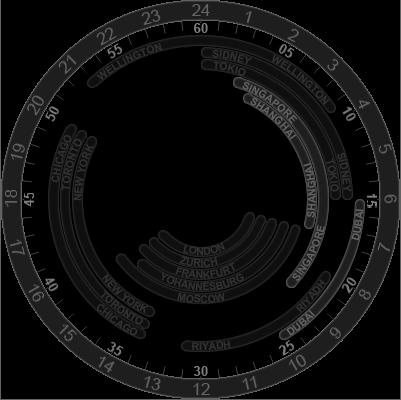 24
1
2
3
4
5
6
7
8
9
10
11
12
13
14
15
16
17
18
19
20
21
22
23
60
05
10
15
20
25
30
35
40
45
50
55
WELLINGTON
WELLINGTON
SIDNEY
SIDNEY
TOKIO
TOKIO
SINGAPORE
SINGAPORE
SHANGHAI
SHANGHAI
DUBAI
DUBAI
RIYADH
RIYADH
CHICAGO
CHICAGO
TORONTO
TORONTO
NEW YORK
NEW YORK
LONDON
ZURICH
FRANKFURT
YOHANNESBURG
MOSCOW